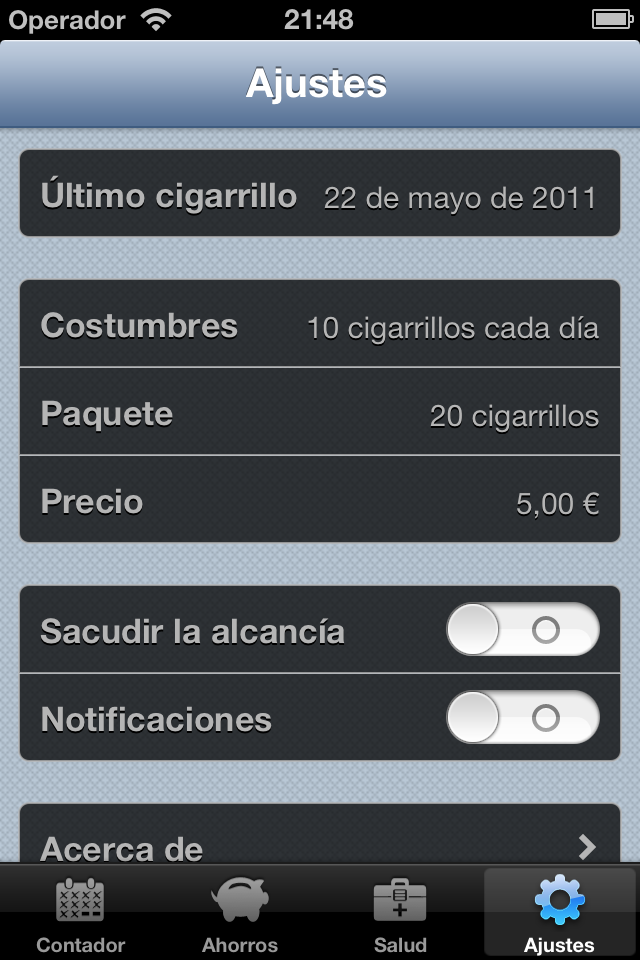 Operador 21:48
Ajustes
Último cigarrillo 22 de mayo de 2011
Costumbres 10 cigarrillos cada día
Paquete 20 cigarrillos
Precio 5,00 €
Sacudir la alcancía
Notificaciones
Acerca de
Contador Ahorros Salud Ajustes